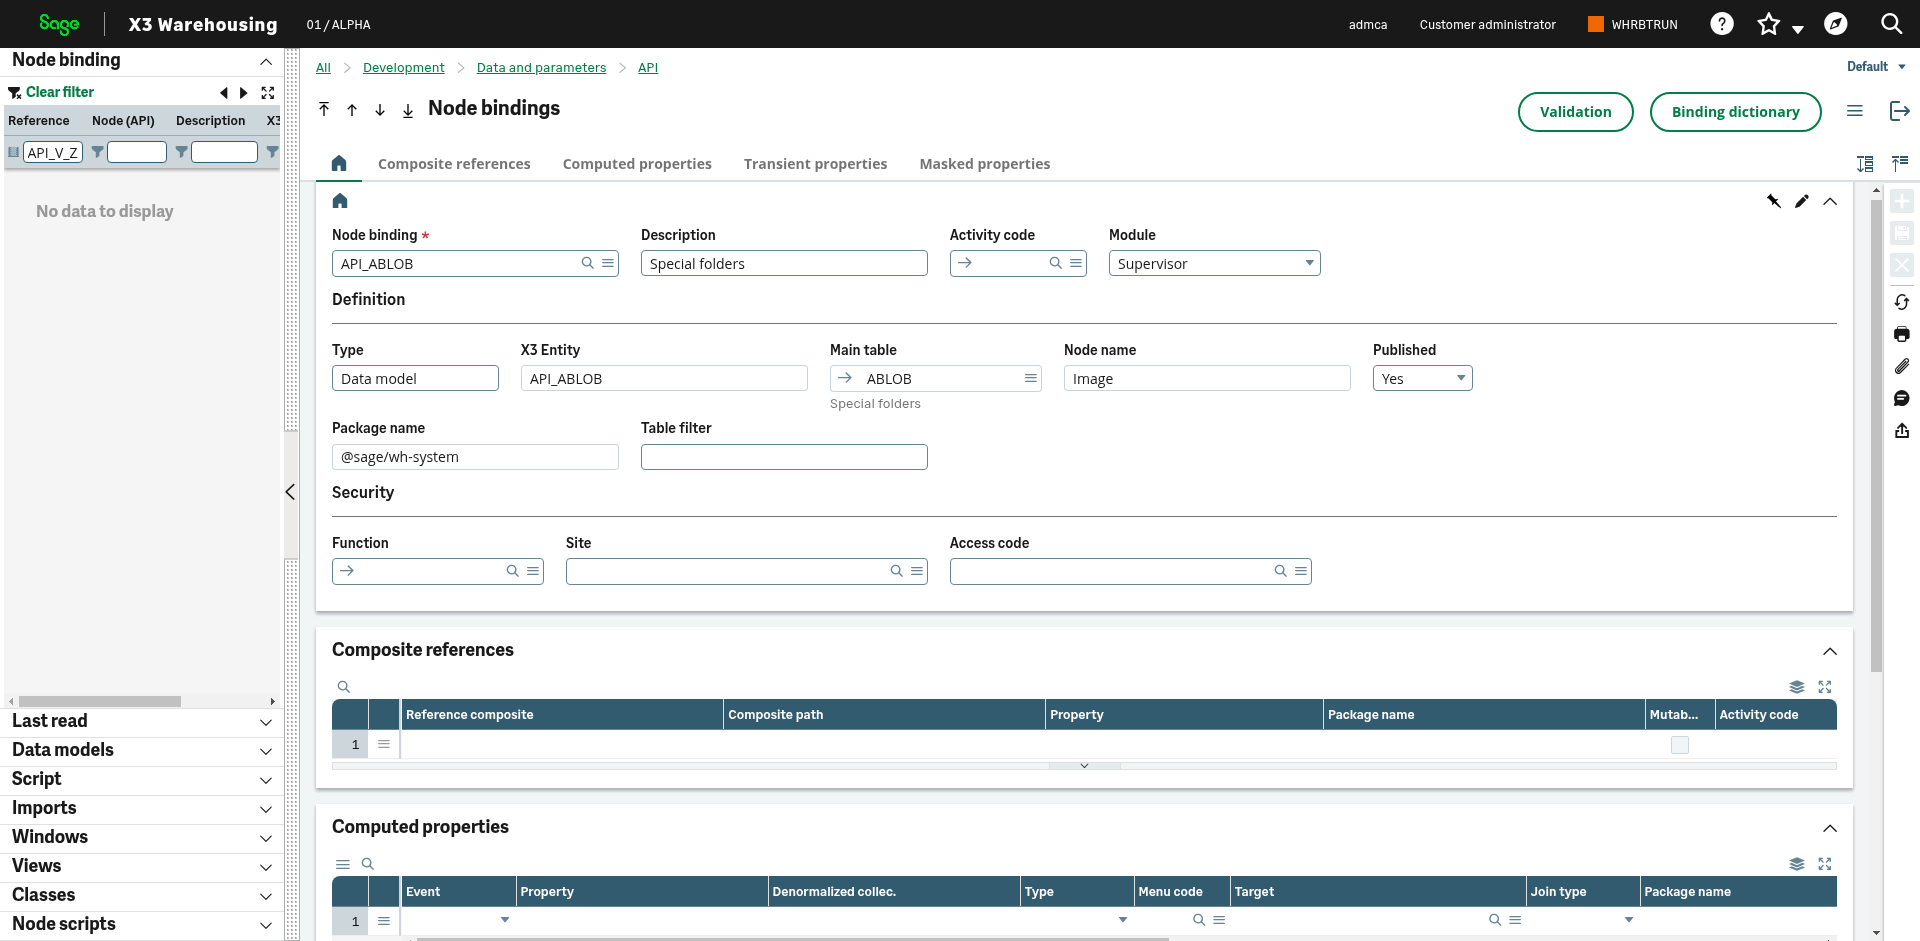 Sage X3 Warehousing 01/ALPHA admca Customer administrator WHRBTRUN
Node binding
Clear filter
Reference Node (API) Description X3
API_V_Z
No data to display
Last read
Data models
Script
Imports
Windows
Views
Classes
Node scripts
All Development Data and parameters API Default
Node bindings Validation Binding dictionary
Composite references Computed properties Transient properties Masked properties
Node binding * Description Activity code Module
API_ABLOB Special folders Supervisor
Definition
Type X3 Entity Main table Node name Published
Data model API_ABLOB ABLOB Image Yes
Special folders
Package name Table filter
@sage/wh-system
Security
Function Site Access code
Composite references
Reference composite Composite path Property Package name Mutab... Activity code
1
Computed properties
Event Property Denormalized collec. Type Menu code Target Join type Package name
1